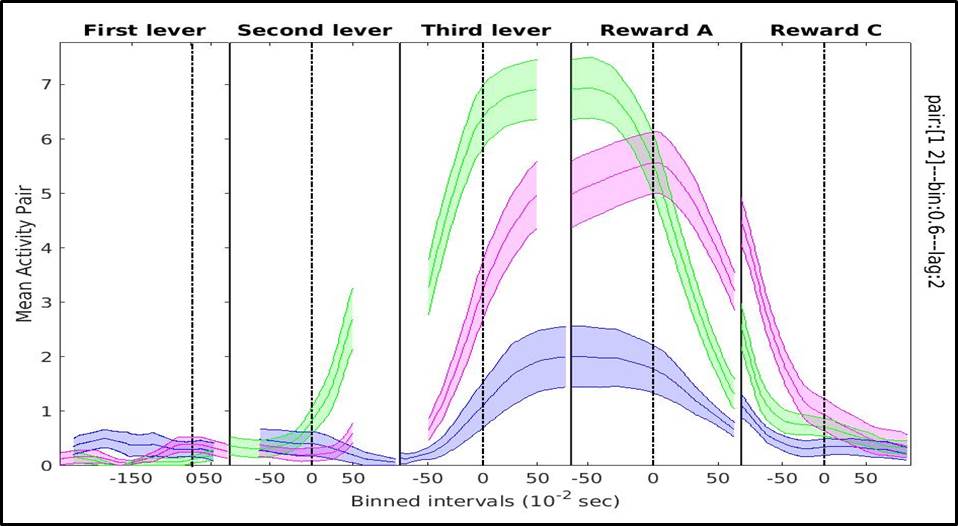 First lever Second lever Third lever Reward A Reward C
7
6
5
4
3
2
1
0
Mean Activity Pair
-150 -50 -50 0 50 -50 0 50 -50 0 50 -50 0 50
Binned intervals (10-2 sec)
pair:[1 2]---bin:0.6---lag:2